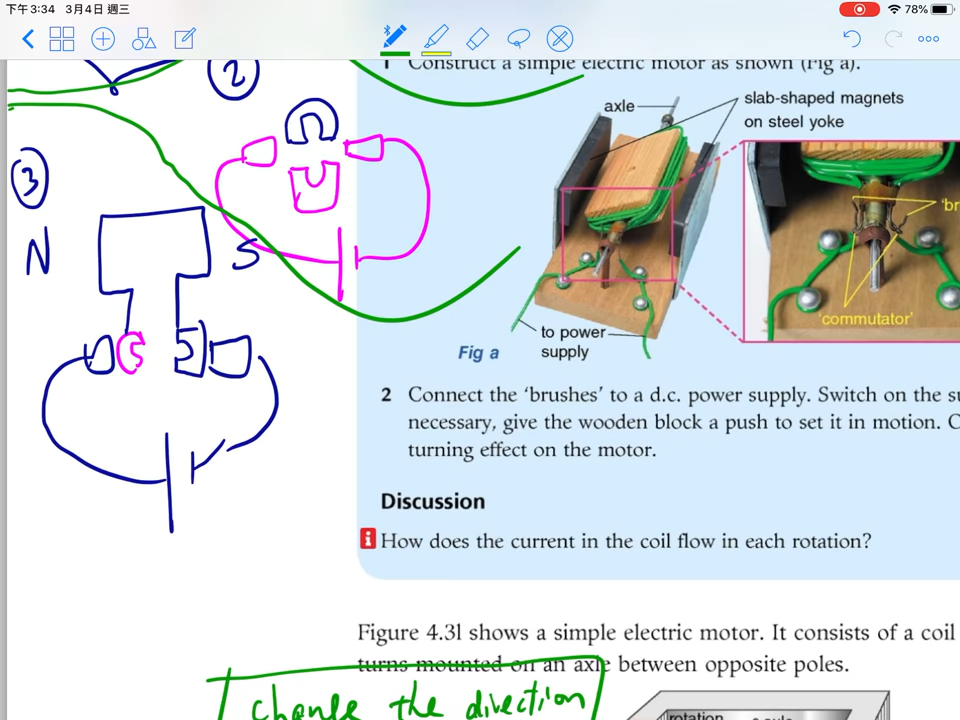 下午3:34 3月4日 週三
78%
1 Construct a simple electric motor as shown (Fig a).
2
axle
slab-shaped magnets
on steel yoke
3
N
S
'br
'commutator'
to power
supply
Fig a
2 Connect the ‘brushes’ to a d.c. power supply. Switch on the su
necessary, give the wooden block a push to set it in motion. O
turning effect on the motor.
Discussion
i How does the current in the coil flow in each rotation?
Figure 4.3l shows a simple electric motor. It consists of a coil
turns mounted on an axle between opposite poles.
change the direction
rotation